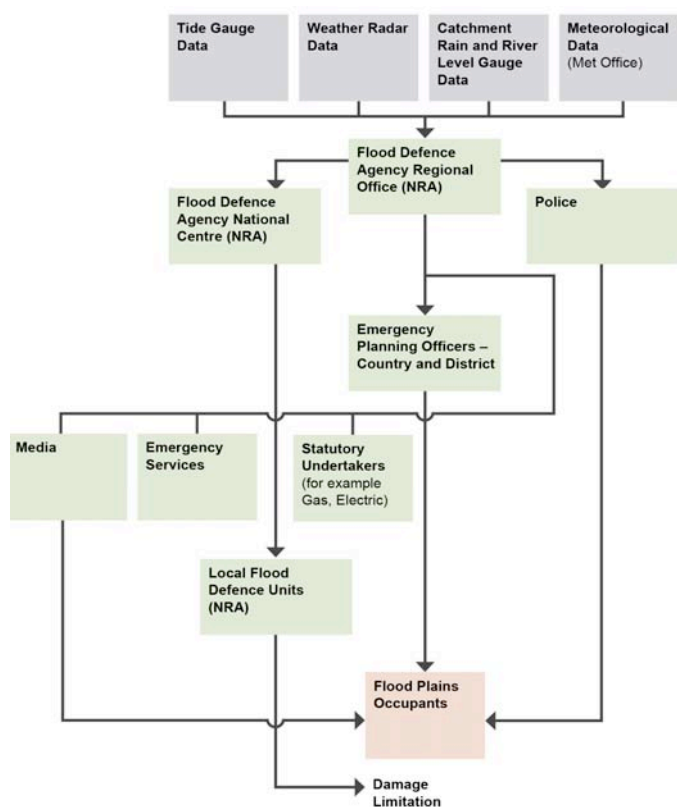 Tide Gauge
Data
Weather Radar
Data
Catchment
Rain and River
Level Gauge
Data
Meteorological
Data
(Met Office)
Flood Defence
Agency Regional
Office (NRA)
Flood Defence
Agency National
Centre (NRA)
Police
Emergency
Planning Officers –
Country and District
Media
Emergency
Services
Statutory
Undertakers
(for example
Gas, Electric)
Local Flood
Defence Units
(NRA)
Flood Plains
Occupants
Damage
Limitation